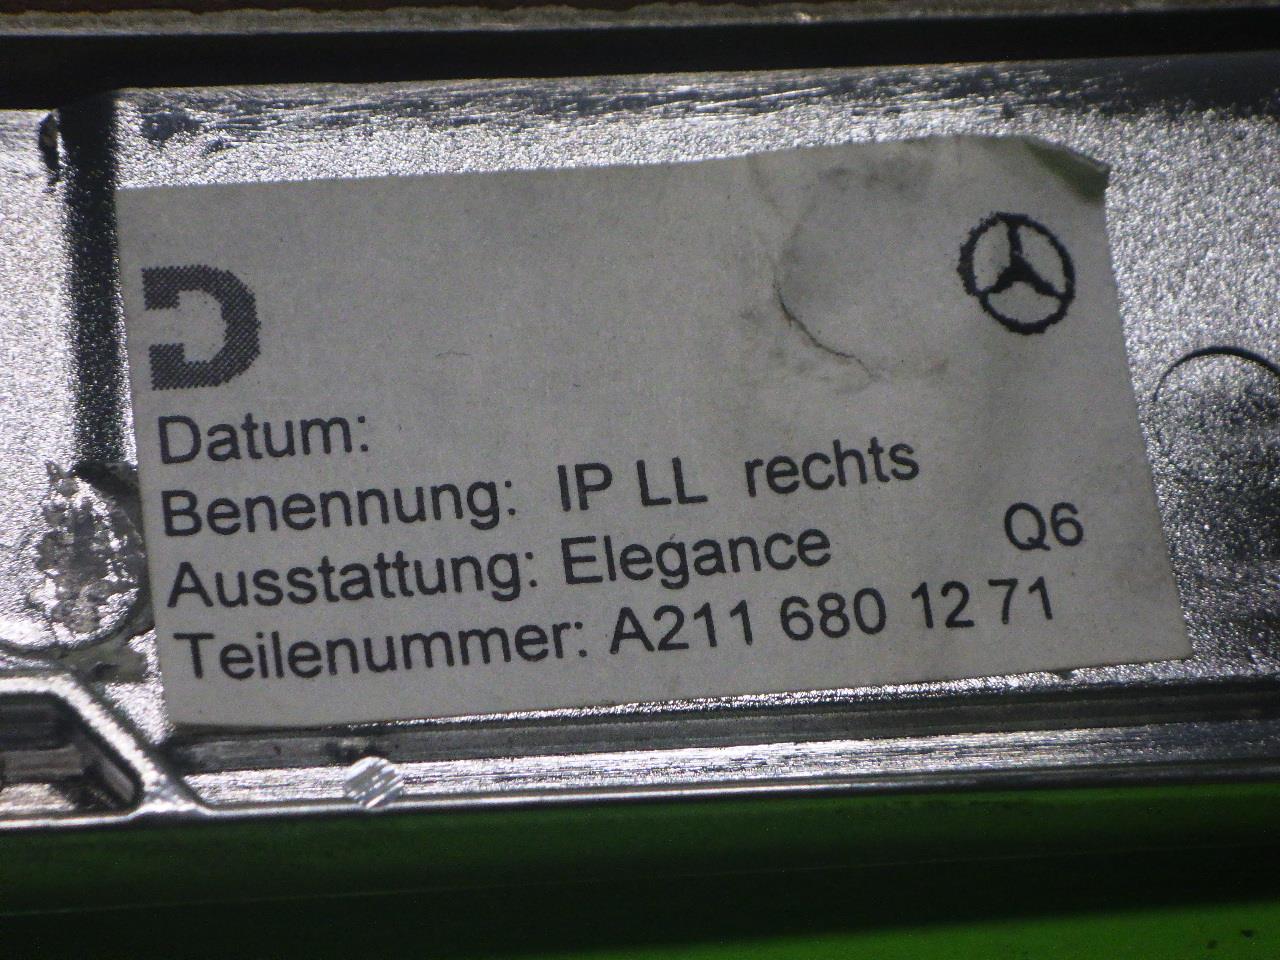 Datum:
Benennung: IP LL rechts
Ausstattung: Elegance Q6
Teilenummer: A211 680 12 71